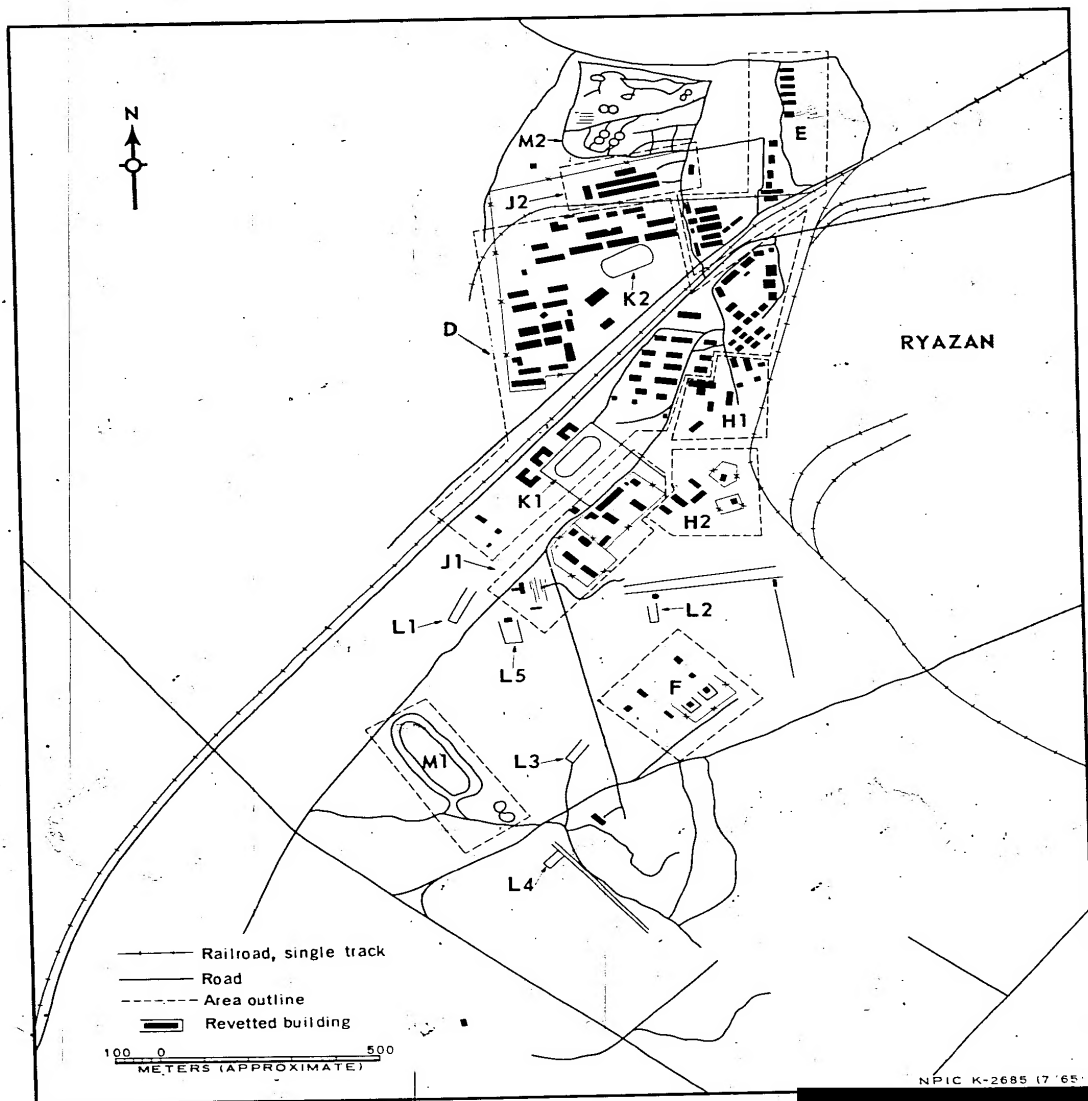 N
M2
E
J2
K2
D
RYAZAN
H1
K1
H2
J1
L1
L2
L5
F
M1
L3
L4
Railroad, single track
Road
Area outline
Revetted building
100 0 500
METERS (APPROXIMATE)
NPIC K-2685 (7/65)